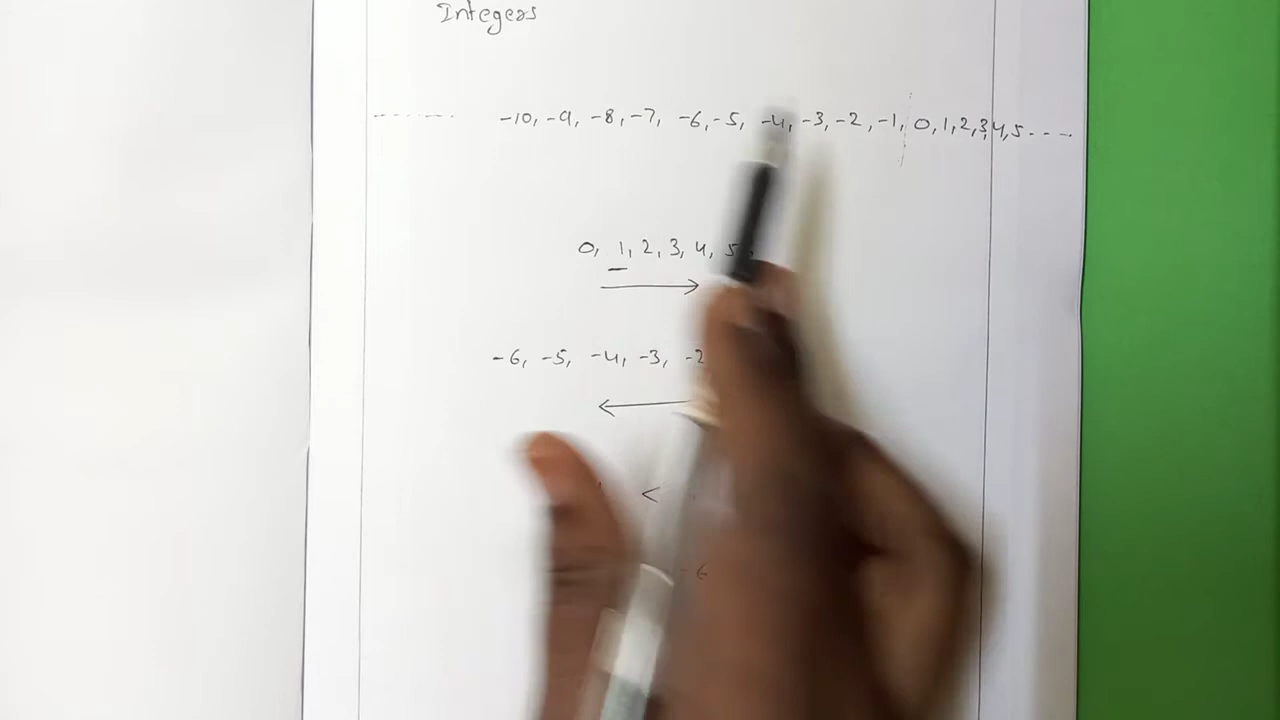 Integers
-------- -10, -9, -8, -7, -6, -5, -4, -3, -2, -1, 0, 1, 2, 3, 4, 5 - - - -
0, 1, 2, 3, 4, 5
-6, -5, -4, -3, -2
<
-6